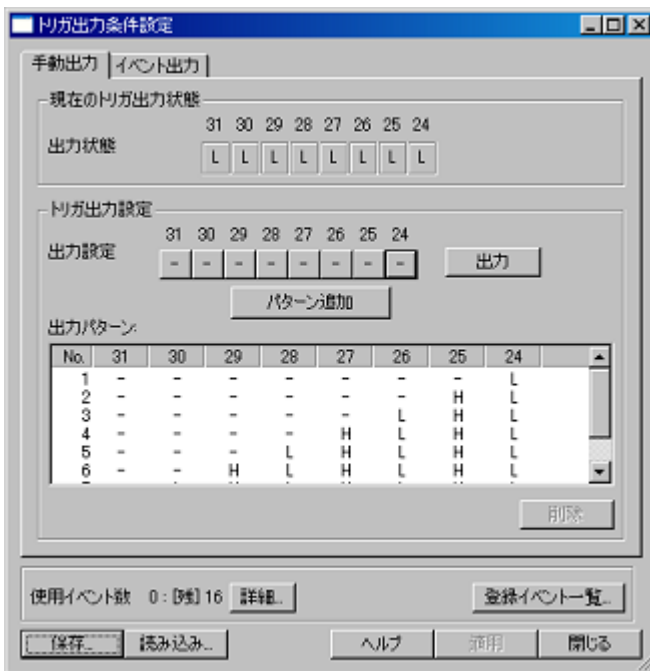 トリガ出力条件設定
手動出力 イベント出力
現在のトリガ出力状態
31 30 29 28 27 26 25 24
出力状態 L L L L L L L L
トリガ出力設定
31 30 29 28 27 26 25 24
出力設定 - - - - - - - - 出力
パターン追加
出力パターン:
No. 31 30 29 28 27 26 25 24
1 - - - - - - - L
2 - - - - - - H L
3 - - - - - L H L
4 - - - - H L H L
5 - - - L H L H L
6 - - H L H L H L
削除
使用イベント数 0 : [残] 16 詳細... 登録イベント一覧...
保存... 読み込み... ヘルプ 適用 閉じる